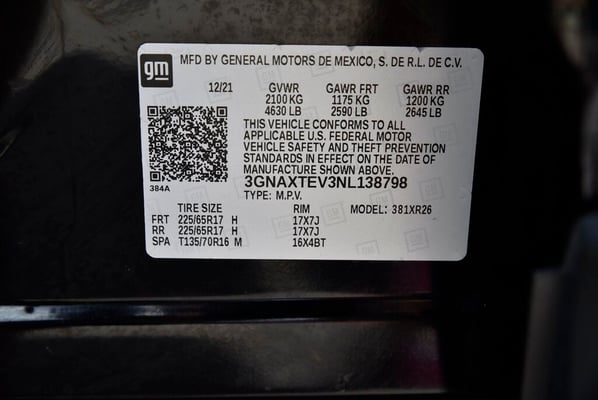 gm MFD BY GENERAL MOTORS DE MEXICO, S. DE R.L. DE C.V.
12/21 GVWR GAWR FRT GAWR RR
2100 KG 1175 KG 1200 KG
4630 LB 2590 LB 2645 LB
THIS VEHICLE CONFORMS TO ALL
APPLICABLE U.S. FEDERAL MOTOR
VEHICLE SAFETY AND THEFT PREVENTION
STANDARDS IN EFFECT ON THE DATE OF
MANUFACTURE SHOWN ABOVE.
384A 3GNAXTEV3NL138798
TYPE: M.P.V.
TIRE SIZE RIM MODEL: 381XR26
FRT 225/65R17 H 17X7J
RR 225/65R17 H 17X7J
SPA T135/70R16 M 16X4BT